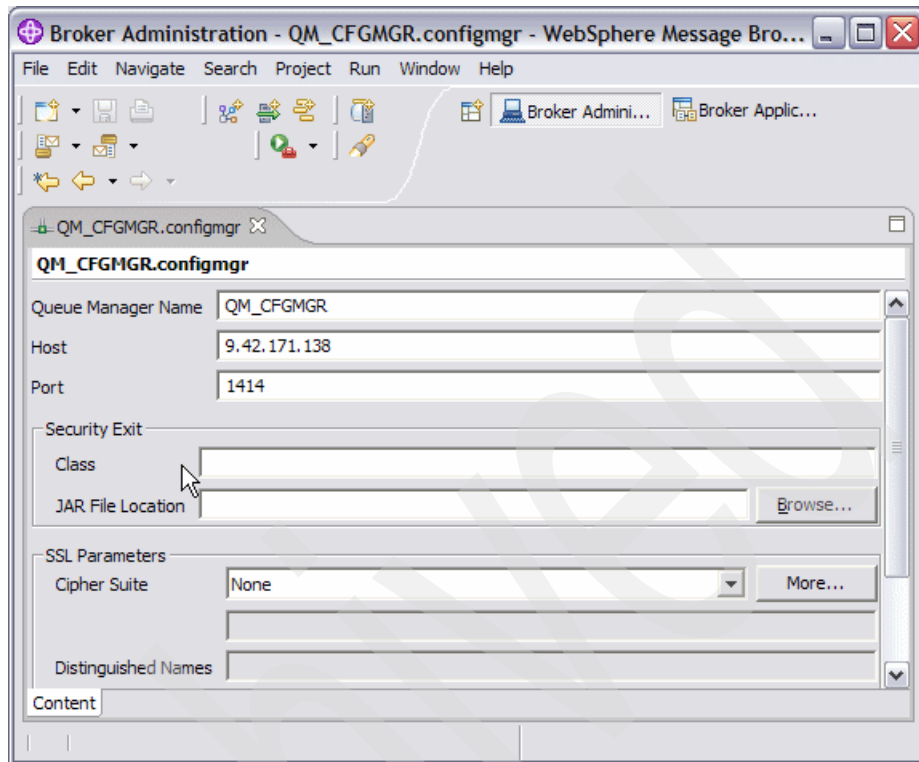 Broker Administration - QM_CFGMGR.configmgr - WebSphere Message Bro...
File Edit Navigate Search Project Run Window Help
Broker Admini... Broker Applic...
QM_CFGMGR.configmgr
QM_CFGMGR.configmgr
Queue Manager Name QM_CFGMGR
Host 9.42.171.138
Port 1414
Security Exit
Class
JAR File Location Browse...
SSL Parameters
Cipher Suite None More...
Distinguished Names
Content